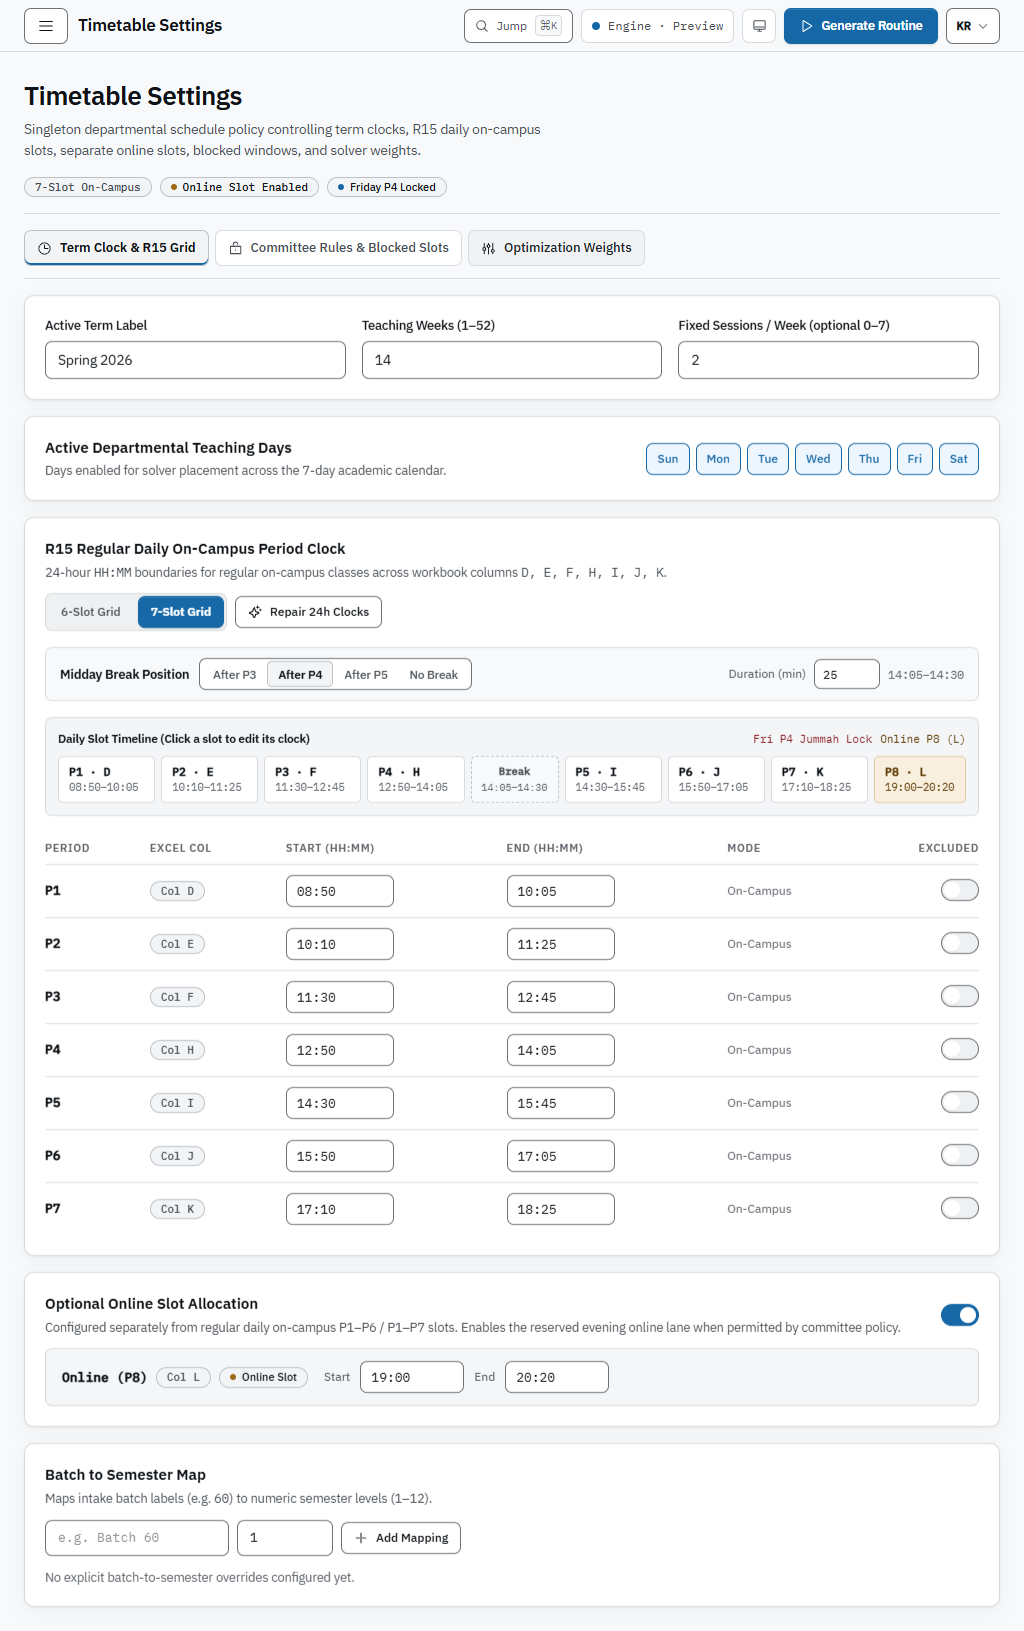 Timetable Settings
Jump ⌘K
Engine · Preview
Generate Routine
KR
Timetable Settings
Singleton departmental schedule policy controlling term clocks, R15 daily on-campus
slots, separate online slots, blocked windows, and solver weights.
7-Slot On-Campus
Online Slot Enabled
Friday P4 Locked
Term Clock & R15 Grid
Committee Rules & Blocked Slots
Optimization Weights
Active Term Label
Teaching Weeks (1–52)
Fixed Sessions / Week (optional 0–7)
Spring 2026
14
2
Active Departmental Teaching Days
Days enabled for solver placement across the 7-day academic calendar.
Sun Mon Tue Wed Thu Fri Sat
R15 Regular Daily On-Campus Period Clock
24-hour HH:MM boundaries for regular on-campus classes across workbook columns D, E, F, H, I, J, K.
6-Slot Grid
7-Slot Grid
Repair 24h Clocks
Midday Break Position
After P3 After P4 After P5 No Break
Duration (min) 25 14:05–14:30
Daily Slot Timeline (Click a slot to edit its clock)
Fri P4 Jummah Lock Online P8 (L)
P1 · D
08:50–10:05
P2 · E
10:10–11:25
P3 · F
11:30–12:45
P4 · H
12:50–14:05
Break
14:05–14:30
P5 · I
14:30–15:45
P6 · J
15:50–17:05
P7 · K
17:10–18:25
P8 · L
19:00–20:20
PERIOD EXCEL COL START (HH:MM) END (HH:MM) MODE EXCLUDED
P1 Col D 08:50 10:05 On-Campus
P2 Col E 10:10 11:25 On-Campus
P3 Col F 11:30 12:45 On-Campus
P4 Col H 12:50 14:05 On-Campus
P5 Col I 14:30 15:45 On-Campus
P6 Col J 15:50 17:05 On-Campus
P7 Col K 17:10 18:25 On-Campus
Optional Online Slot Allocation
Configured separately from regular daily on-campus P1–P6 / P1–P7 slots. Enables the reserved evening online lane when permitted by committee policy.
Online (P8) Col L Online Slot Start 19:00 End 20:20
Batch to Semester Map
Maps intake batch labels (e.g. 60) to numeric semester levels (1–12).
e.g. Batch 60
1
Add Mapping
No explicit batch-to-semester overrides configured yet.